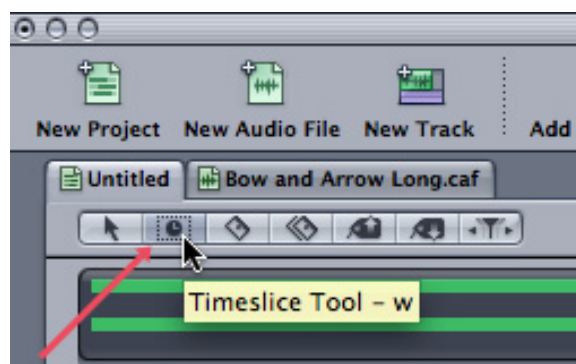 New Project New Audio File New Track Add
Untitled Bow and Arrow Long.caf
Timeslice Tool – w